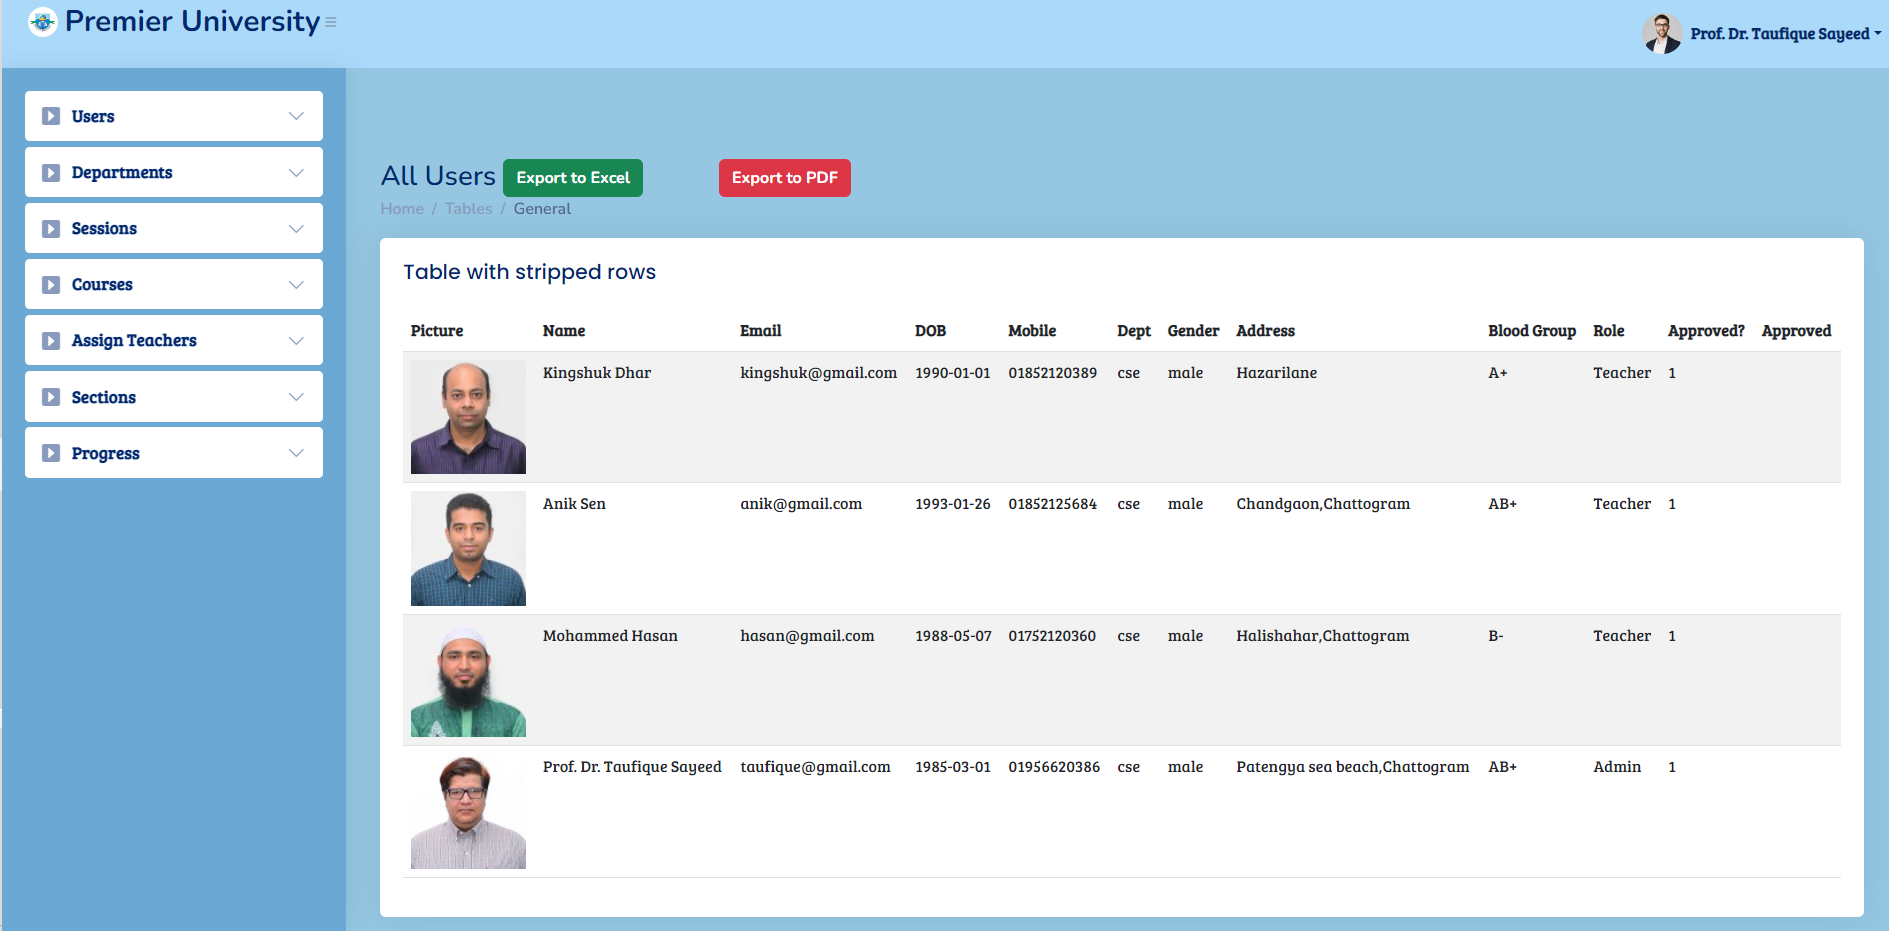 Premier University
Prof. Dr. Taufique Sayeed
Users
Departments
Sessions
Courses
Assign Teachers
Sections
Progress
All Users Export to Excel Export to PDF
Home / Tables / General
Table with stripped rows
Picture Name Email DOB Mobile Dept Gender Address Blood Group Role Approved? Approved
Kingshuk Dhar kingshuk@gmail.com 1990-01-01 01852120389 cse male Hazarilane A+ Teacher 1
Anik Sen anik@gmail.com 1993-01-26 01852125684 cse male Chandgaon,Chattogram AB+ Teacher 1
Mohammed Hasan hasan@gmail.com 1988-05-07 01752120360 cse male Halishahar,Chattogram B- Teacher 1
Prof. Dr. Taufique Sayeed taufique@gmail.com 1985-03-01 01956620386 cse male Patengya sea beach,Chattogram AB+ Admin 1